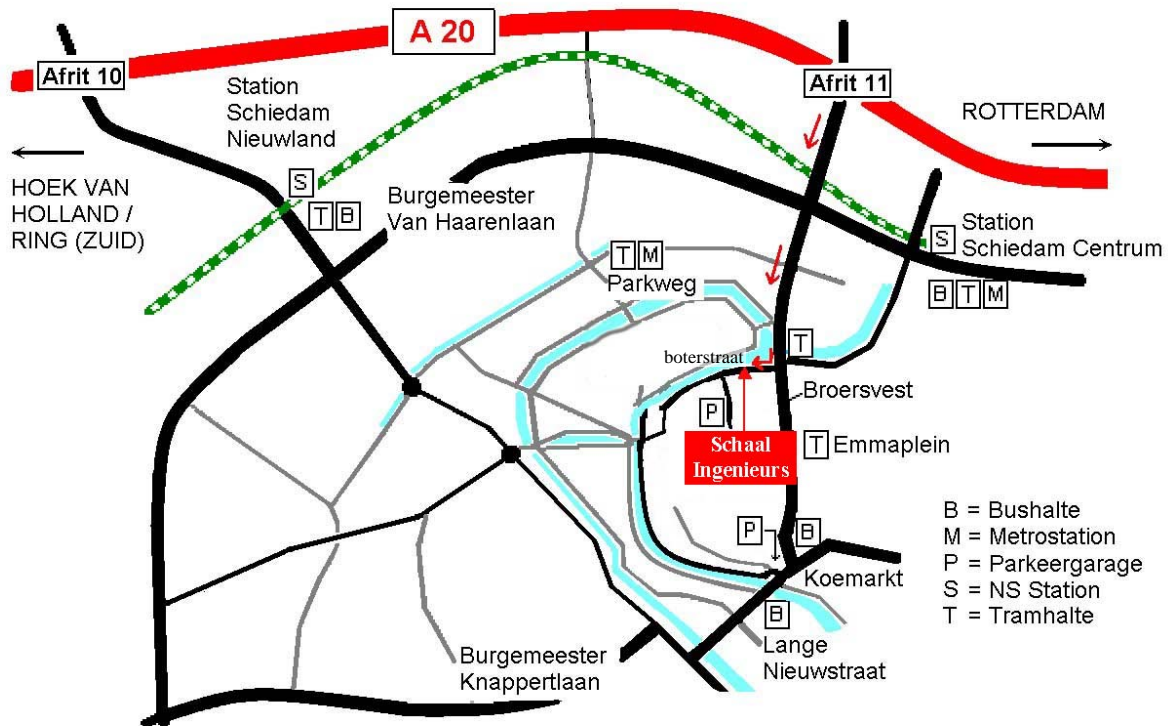 A 20
Afrit 10
Afrit 11
Station
Schiedam
Nieuwland
ROTTERDAM
HOEK VAN
HOLLAND /
RING (ZUID)
S
T B
Burgemeester
Van Haarenlaan
S
Station
Schiedam Centrum
B T M
T M
Parkweg
T
boterstraat
Broersvest
P
Schaal
Ingenieurs
T Emmaplein
P
B
Koemarkt
B
Lange
Nieuwstraat
Burgemeester
Knappertlaan
B = Bushalte
M = Metrostation
P = Parkeergarage
S = NS Station
T = Tramhalte